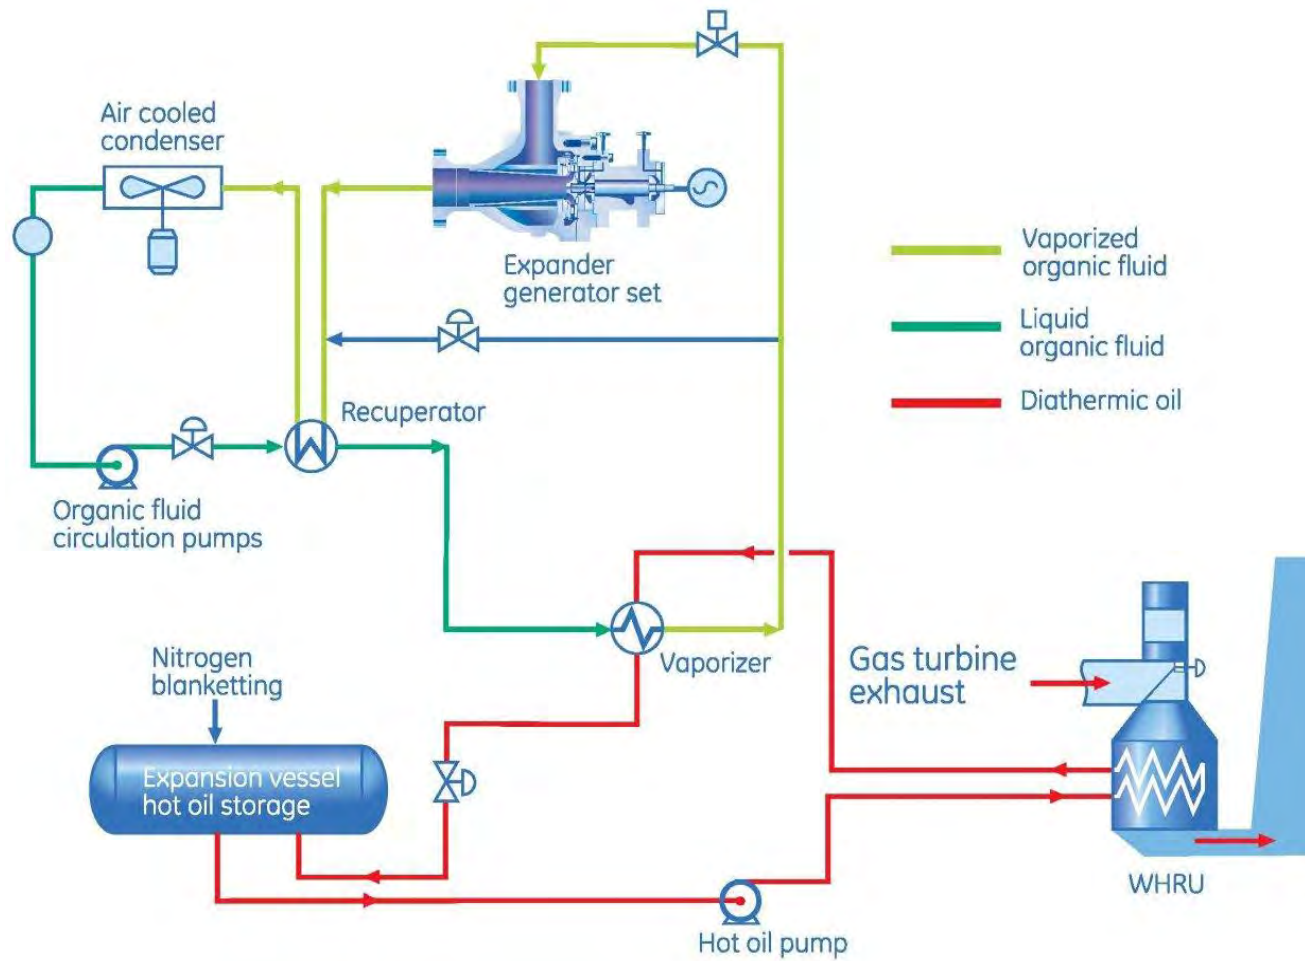 Air cooled
condenser
Expander
generator set
Vaporized
organic fluid
Liquid
organic fluid
Diathermic oil
Recuperator
Organic fluid
circulation pumps
Vaporizer
Gas turbine
exhaust
Nitrogen
blanketting
Expansion vessel
hot oil storage
WHRU
Hot oil pump